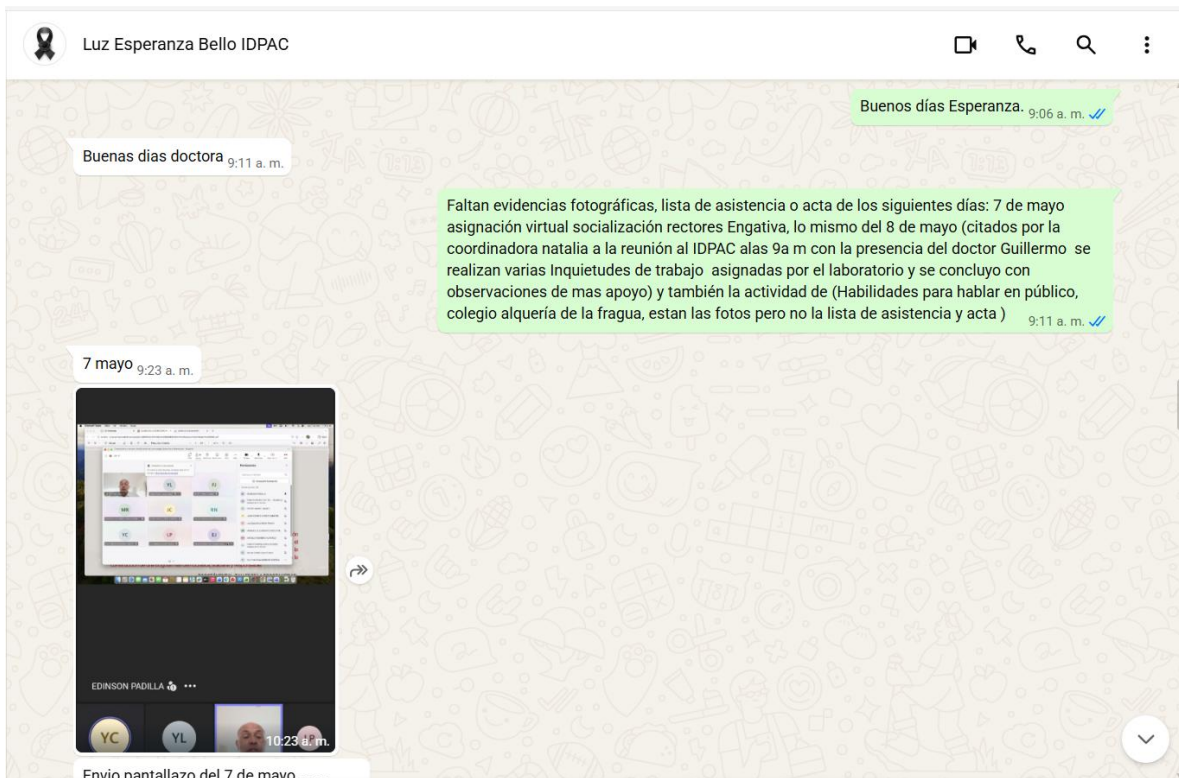 Luz Esperanza Bello IDPAC
Buenos días Esperanza. 9:06 a. m.
Buenas dias doctora 9:11 a. m.
Faltan evidencias fotográficas, lista de asistencia o acta de los siguientes días: 7 de mayo
asignación virtual socialización rectores Engativa, lo mismo del 8 de mayo (citados por la
coordinadora natalia a la reunión al IDPAC alas 9a m con la presencia del doctor Guillermo se
realizan varias Inquietudes de trabajo asignadas por el laboratorio y se concluyo con
observaciones de mas apoyo) y también la actividad de (Habilidades para hablar en público,
colegio alquería de la fragua, estan las fotos pero no la lista de asistencia y acta ) 9:11 a. m.
7 mayo 9:23 a. m.
YL
MR
YC
LP
EDINSON PADILLA
YC
YL
10:23 a. m.
Envio pantallazo del 7 de mayo